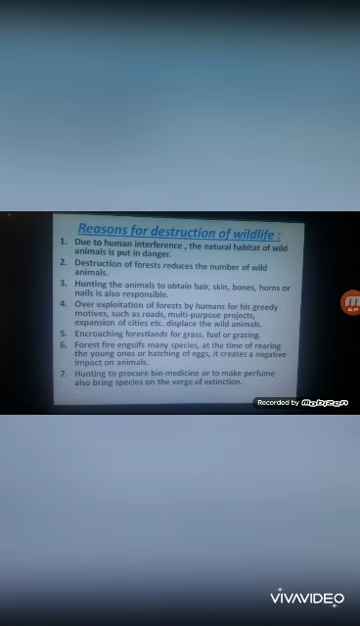 Reasons for destruction of wildlife :
1. Due to human interference , the natural habitat of wild
animals is put in danger.
2. Destruction of forests reduces the number of wild
animals.
3. Hunting the animals to obtain hair, skin, bones, horns or
nails is also responsible.
4. Over exploitation of forests by humans for his greedy
motives, such as roads, multi-purpose projects,
expansion of cities etc. displace the wild animals.
5. Encroaching forestlands for grass, fuel or grazing.
6. Forest fire engulfs many species, at the time of rearing
the young ones or hatching of eggs, it creates a negative
impact on animals.
7. Hunting to procure bio-medicine or to make perfume
also bring species on the verge of extinction.
Recorded by Mobizen
VIVAVIDEO